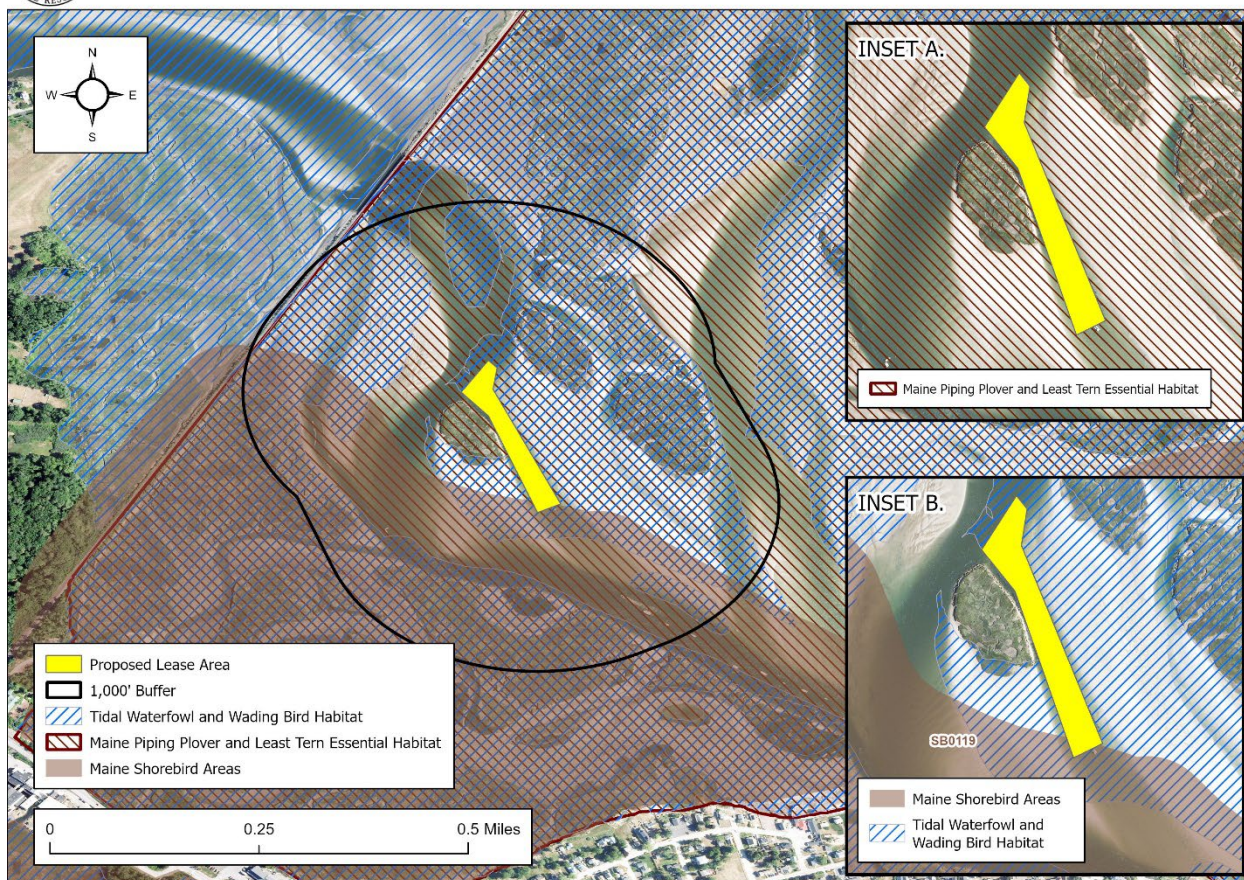 N
W E
S
INSET A.
Maine Piping Plover and Least Tern Essential Habitat
INSET B.
SB0119
Maine Shorebird Areas
Tidal Waterfowl and
Wading Bird Habitat
Proposed Lease Area
1,000' Buffer
Tidal Waterfowl and Wading Bird Habitat
Maine Piping Plover and Least Tern Essential Habitat
Maine Shorebird Areas
0 0.25 0.5 Miles